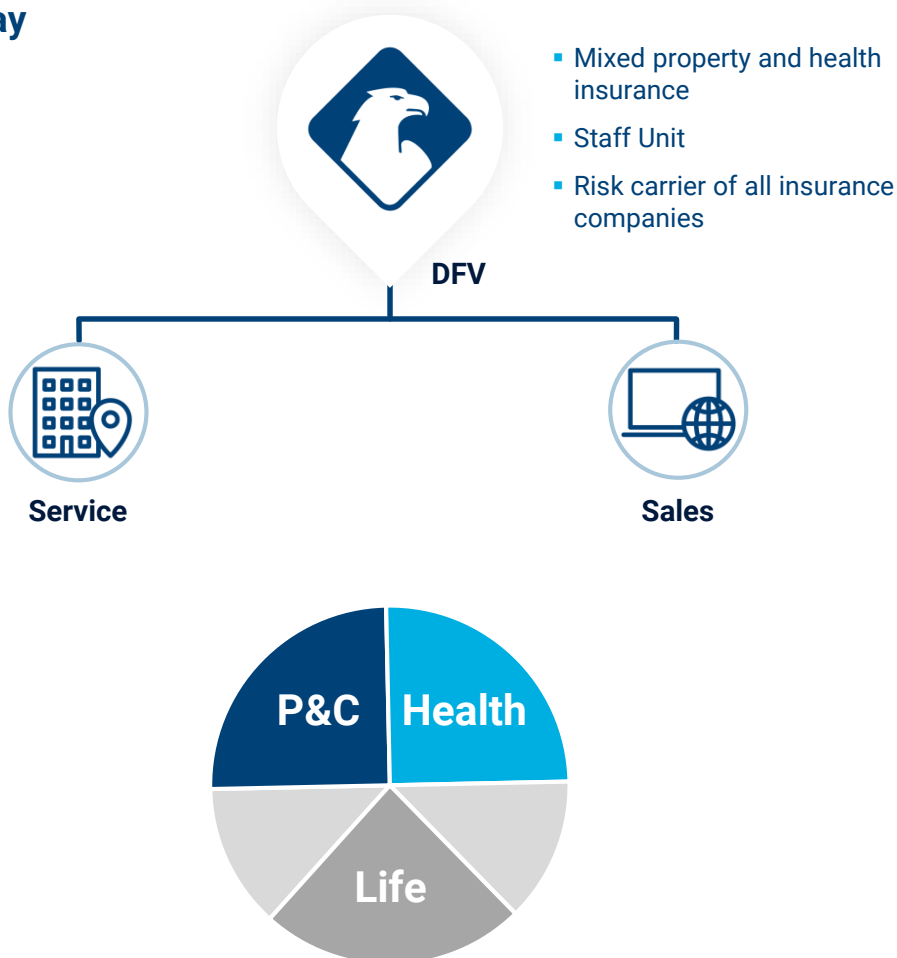 ay
Mixed property and health
insurance
Staff Unit
Risk carrier of all insurance
companies
DFV
Service
Sales
P&C
Health
Life